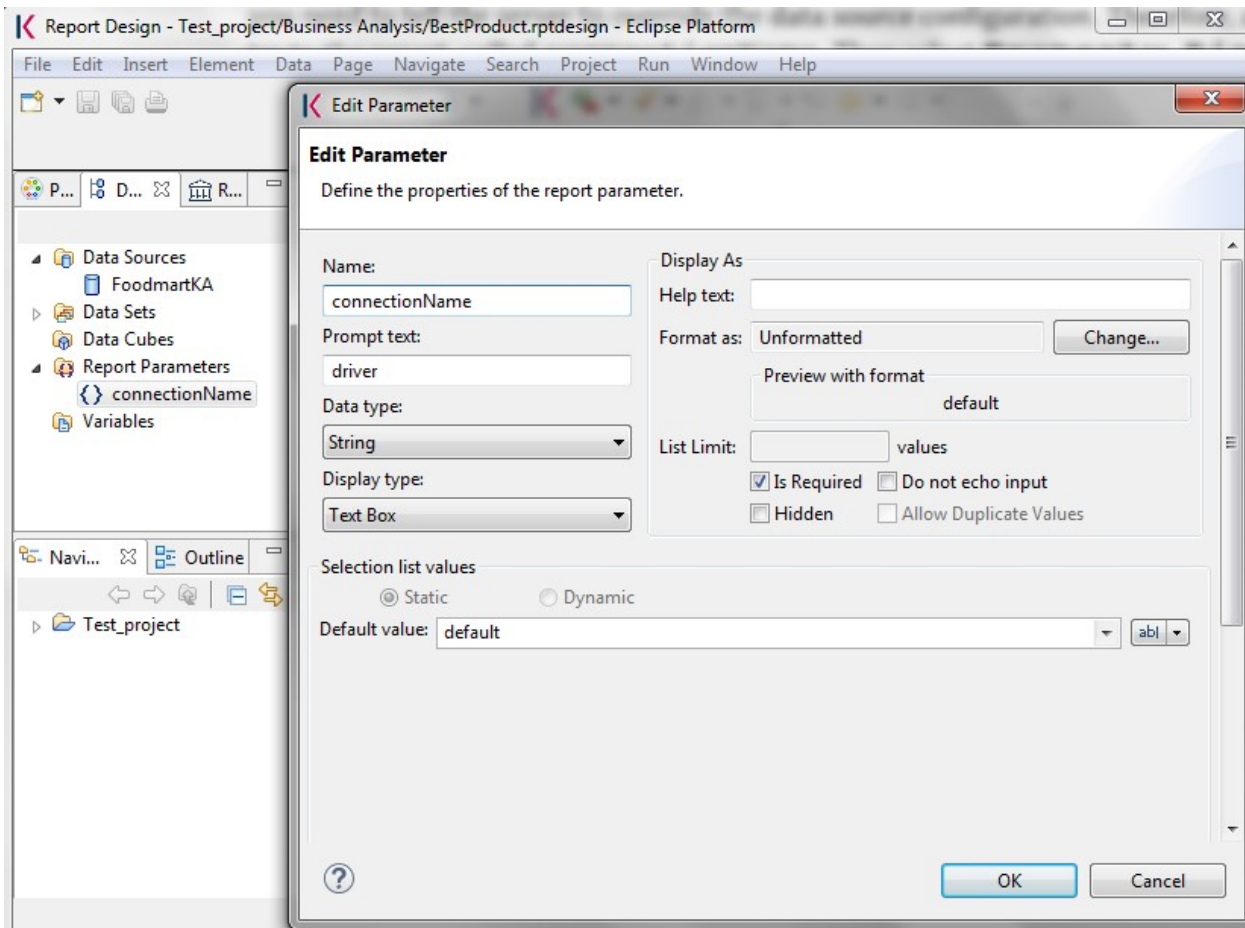 Report Design - Test_project/Business Analysis/BestProduct.rptdesign - Eclipse Platform
File Edit Insert Element Data Page Navigate Search Project Run Window Help
Edit Parameter
Edit Parameter
Define the properties of the report parameter.
P... D... R...
Data Sources
FoodmartKA
Data Sets
Data Cubes
Report Parameters
{} connectionName
Variables
Navi... Outline
Test_project
Name:
connectionName
Prompt text:
driver
Data type:
String
Display type:
Text Box
Display As
Help text:
Format as: Unformatted Change...
Preview with format
default
List Limit: values
Is Required Do not echo input
Hidden Allow Duplicate Values
Selection list values
Static Dynamic
Default value: default abl
?
OK Cancel